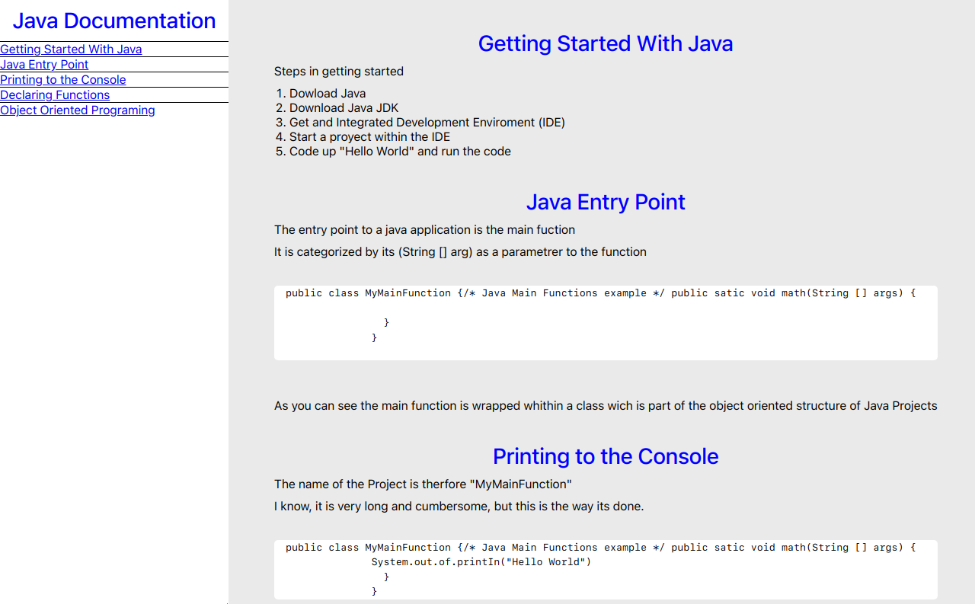 Java Documentation
Getting Started With Java
Java Entry Point
Printing to the Console
Declaring Functions
Object Oriented Programing
Getting Started With Java
Steps in getting started
1. Dowload Java
2. Download Java JDK
3. Get and Integrated Development Enviroment (IDE)
4. Start a proyect within the IDE
5. Code up "Hello World" and run the code
Java Entry Point
The entry point to a java application is the main fuction
It is categorized by its (String [] arg) as a parametrer to the function
public class MyMainFunction {/* Java Main Functions example */ public satic void math(String [] args) {
}
}
As you can see the main function is wrapped whithin a class wich is part of the object oriented structure of Java Projects
Printing to the Console
The name of the Project is therfore "MyMainFunction"
I know, it is very long and cumbersome, but this is the way its done.
public class MyMainFunction {/* Java Main Functions example */ public satic void math(String [] args) {
System.out.of.printIn("Hello World")
}
}